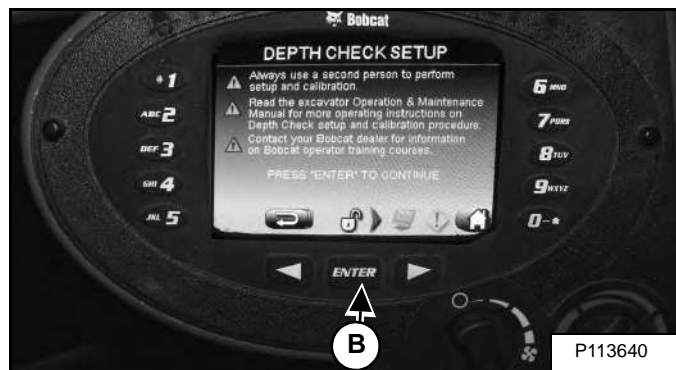 Bobcat
DEPTH CHECK SETUP
Always use a second person to perform
setup and calibration.
Read the excavator Operation & Maintenance
Manual for more operating instructions on
Depth Check setup and calibration procedure.
Contact your Bobcat dealer for information
on Bobcat operator training courses.
PRESS "ENTER" TO CONTINUE
*1
ABC 2
DEF 3
GHI 4
JKL 5
6 MNO
7 PQRS
8 TUV
9 WXYZ
0-*
ENTER
B
P113640